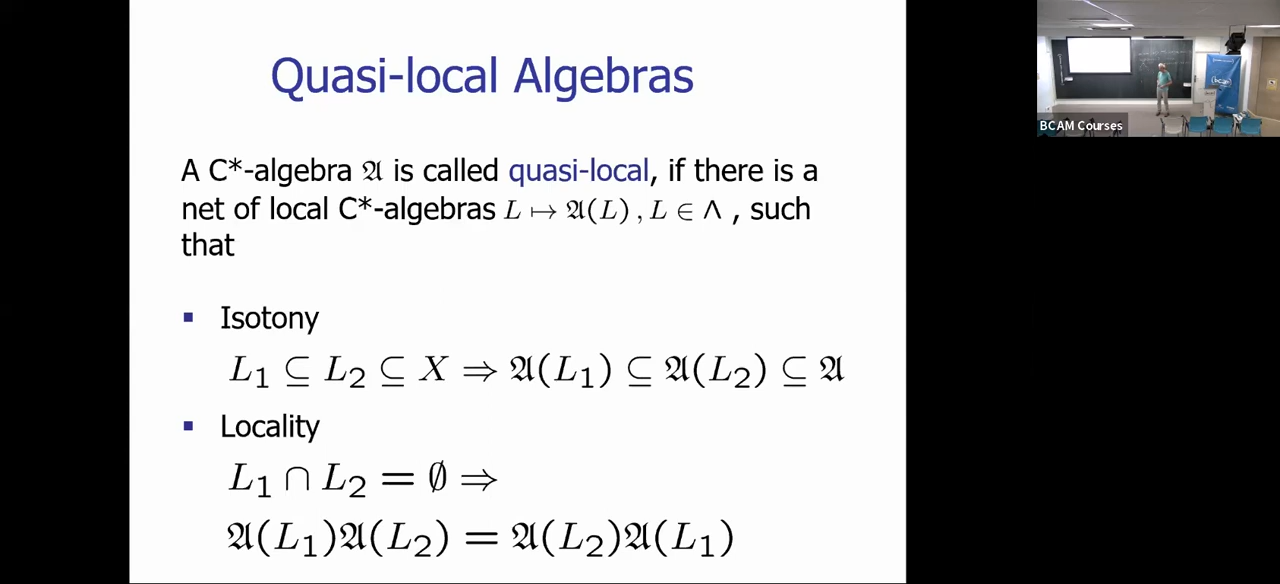 Quasi-local Algebras
A C*-algebra 𝔄 is called quasi-local, if there is a
net of local C*-algebras L ↦ 𝔄(L) , L ∈ Λ , such
that
▪ Isotony
L₁ ⊆ L₂ ⊆ X ⇒ 𝔄(L₁) ⊆ 𝔄(L₂) ⊆ 𝔄
▪ Locality
L₁ ∩ L₂ = ∅ ⇒
𝔄(L₁)𝔄(L₂) = 𝔄(L₂)𝔄(L₁)
BCAM Courses